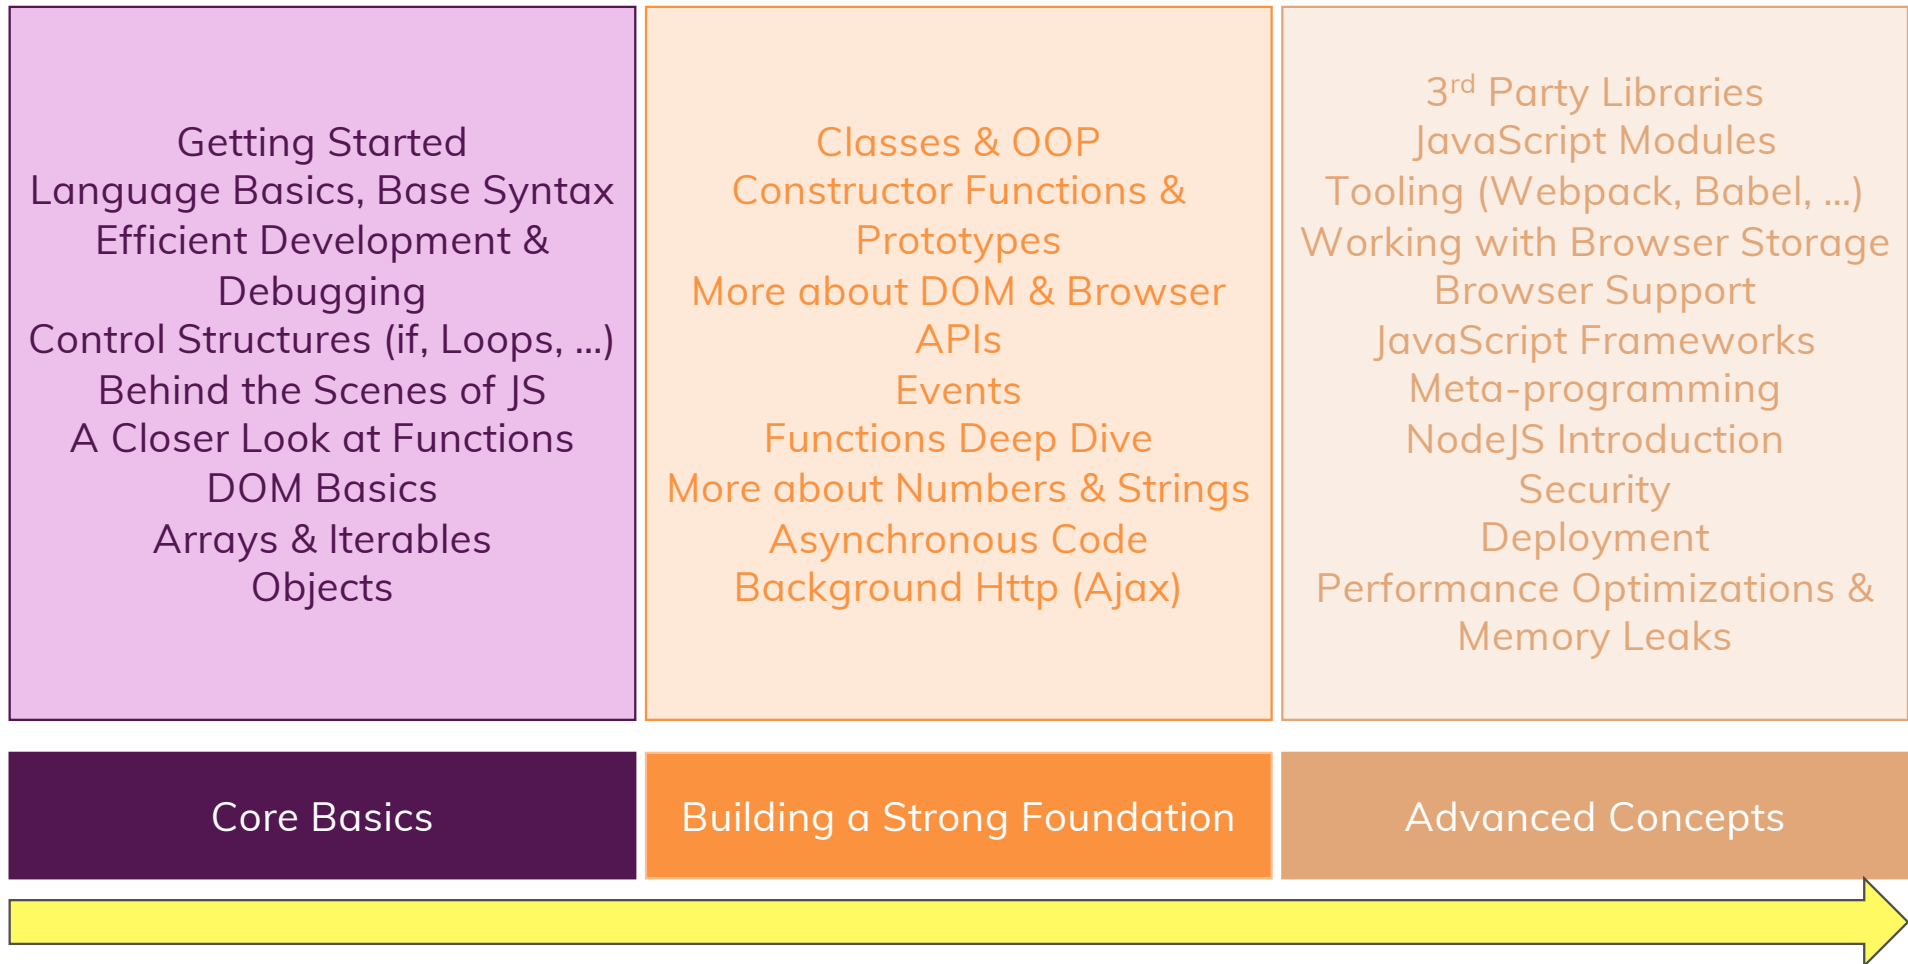 Getting Started
Language Basics, Base Syntax
Efficient Development &
Debugging
Control Structures (if, Loops, ...)
Behind the Scenes of JS
A Closer Look at Functions
DOM Basics
Arrays & Iterables
Objects
Core Basics
Classes & OOP
Constructor Functions &
Prototypes
More about DOM & Browser
APIs
Events
Functions Deep Dive
More about Numbers & Strings
Asynchronous Code
Background Http (Ajax)
Building a Strong Foundation
3rd Party Libraries
JavaScript Modules
Tooling (Webpack, Babel, ...)
Working with Browser Storage
Browser Support
JavaScript Frameworks
Meta-programming
NodeJS Introduction
Security
Deployment
Performance Optimizations &
Memory Leaks
Advanced Concepts